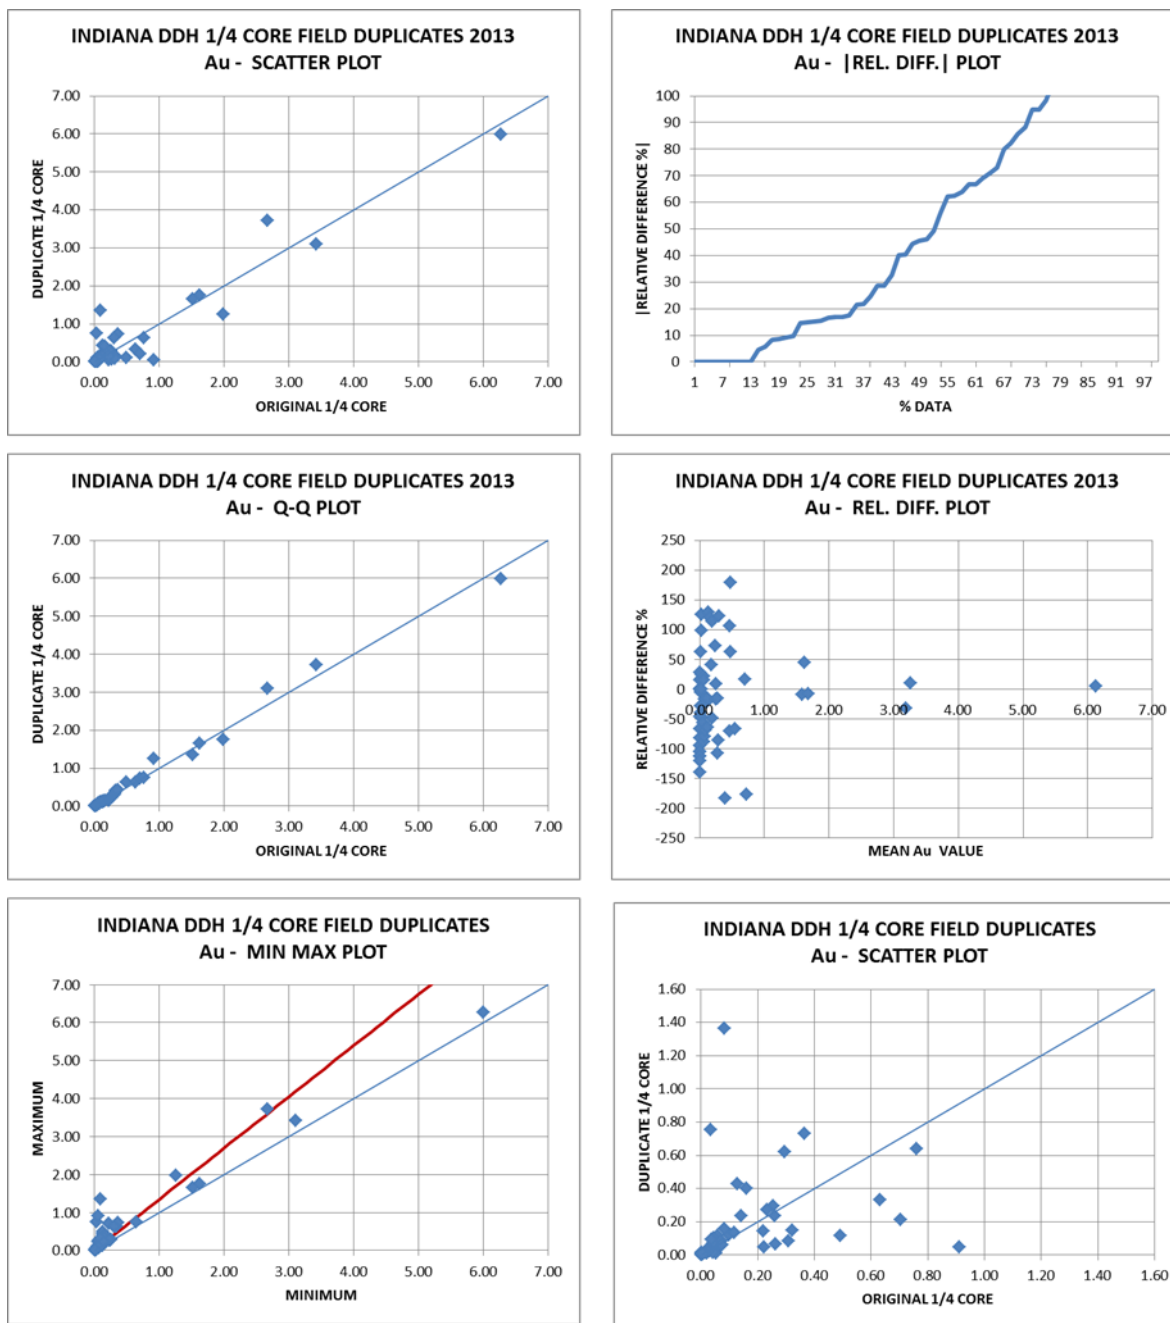 INDIANA DDH 1/4 CORE FIELD DUPLICATES 2013
Au - SCATTER PLOT
7.00
6.00
5.00
4.00
3.00
2.00
1.00
0.00
DUPLICATE 1/4 CORE
0.00 1.00 2.00 3.00 4.00 5.00 6.00 7.00
ORIGINAL 1/4 CORE
INDIANA DDH 1/4 CORE FIELD DUPLICATES 2013
Au - |REL. DIFF.| PLOT
100
90
80
70
60
50
40
30
20
10
0
|RELATIVE DIFFERENCE %|
1 7 13 19 25 31 37 43 49 55 61 67 73 79 85 91 97
% DATA
INDIANA DDH 1/4 CORE FIELD DUPLICATES 2013
Au - Q-Q PLOT
7.00
6.00
5.00
4.00
3.00
2.00
1.00
0.00
DUPLICATE 1/4 CORE
0.00 1.00 2.00 3.00 4.00 5.00 6.00 7.00
ORIGINAL 1/4 CORE
INDIANA DDH 1/4 CORE FIELD DUPLICATES 2013
Au - REL. DIFF. PLOT
250
200
150
100
50
0
-50
-100
-150
-200
-250
RELATIVE DIFFERENCE %
0.00 1.00 2.00 3.00 4.00 5.00 6.00 7.00
MEAN Au VALUE
INDIANA DDH 1/4 CORE FIELD DUPLICATES
Au - MIN MAX PLOT
7.00
6.00
5.00
4.00
3.00
2.00
1.00
0.00
MAXIMUM
0.00 1.00 2.00 3.00 4.00 5.00 6.00 7.00
MINIMUM
INDIANA DDH 1/4 CORE FIELD DUPLICATES
Au - SCATTER PLOT
1.60
1.40
1.20
1.00
0.80
0.60
0.40
0.20
0.00
DUPLICATE 1/4 CORE
0.00 0.20 0.40 0.60 0.80 1.00 1.20 1.40 1.60
ORIGINAL 1/4 CORE